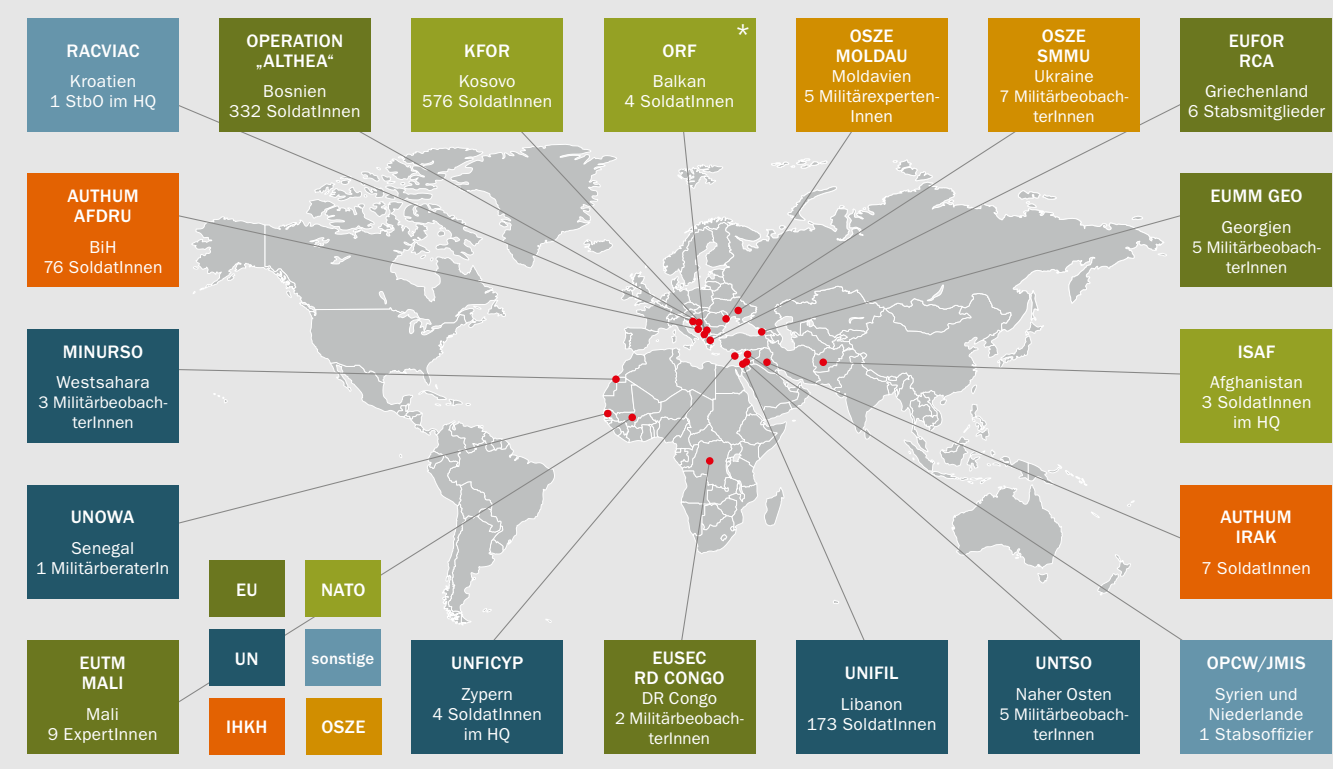 RACVIAC
Kroatien
1 StbO im HQ
OPERATION
„ALTHEA“
Bosnien
332 SoldatInnen
KFOR
Kosovo
576 SoldatInnen
*
ORF
Balkan
4 SoldatInnen
OSZE
MOLDAU
Moldavien
5 Militärexperten-
Innen
OSZE
SMMU
Ukraine
7 Militärbeobach-
terInnen
EUFOR
RCA
Griechenland
6 Stabsmitglieder
AUTHUM
AFDRU
BiH
76 SoldatInnen
EUMM GEO
Georgien
5 Militärbeobach-
terInnen
MINURSO
Westsahara
3 Militärbeobach-
terInnen
ISAF
Afghanistan
3 SoldatInnen
im HQ
UNOWA
Senegal
1 MilitärberaterIn
AUTHUM
IRAK
7 SoldatInnen
EU
NATO
UN
sonstige
IHKH
OSZE
EUTM
MALI
Mali
9 ExpertInnen
UNFICYP
Zypern
4 SoldatInnen
im HQ
EUSEC
RD CONGO
DR Congo
2 Militärbeobach-
terInnen
UNIFIL
Libanon
173 SoldatInnen
UNTSO
Naher Osten
5 Militärbeobach-
terInnen
OPCW/JMIS
Syrien und
Niederlande
1 Stabsoffizier